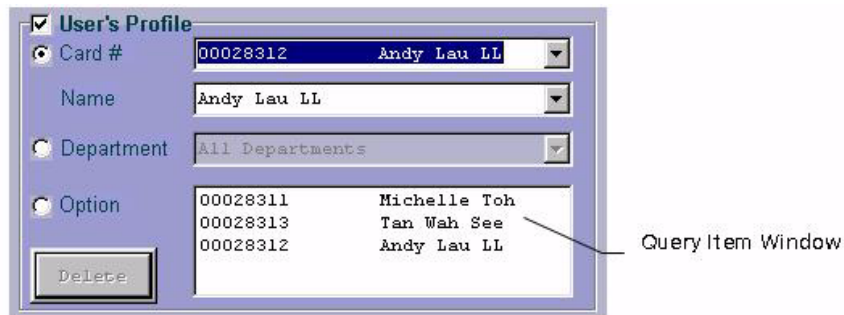 User's Profile
Card # 00028312 Andy Lau LL
Name Andy Lau LL
Department All Departments
Option 00028311 Michelle Toh
00028313 Tan Wah See
00028312 Andy Lau LL
Delete
Query Item Window